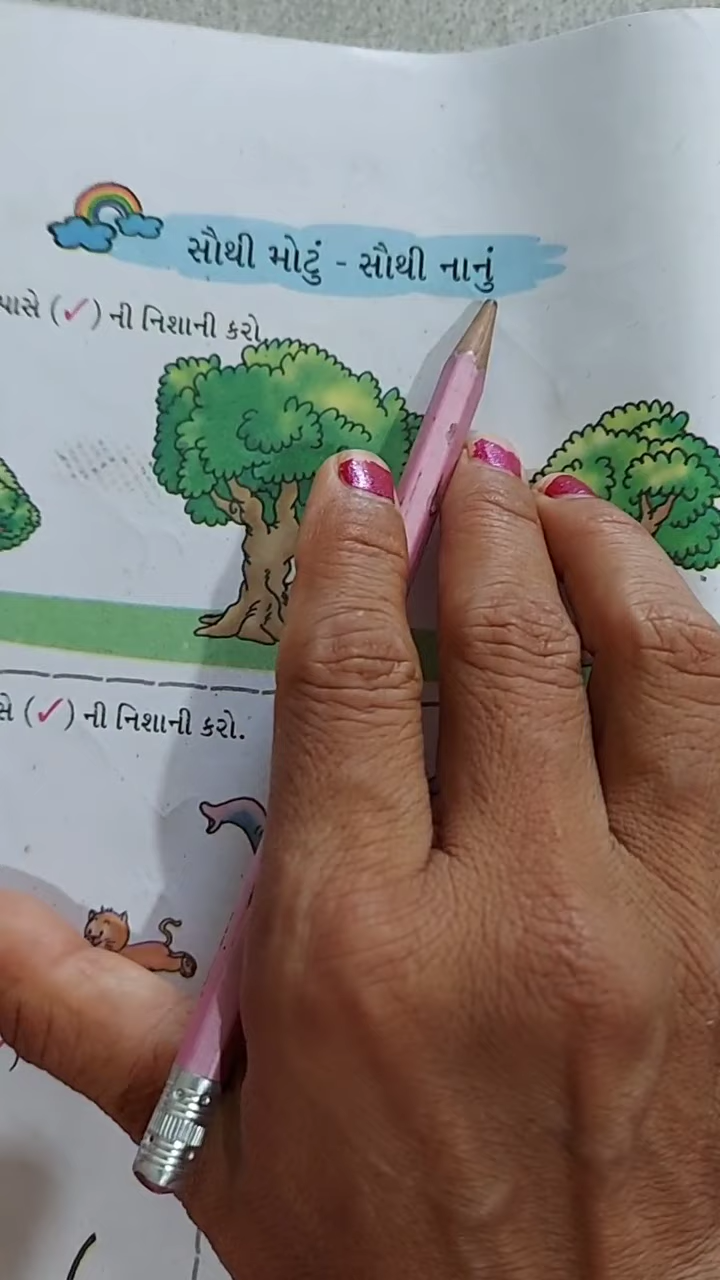 સૌથી મોટું - સૌથી નાનું
પાસે (✓) ની નિશાની કરો.
સે (✓) ની નિશાની કરો.